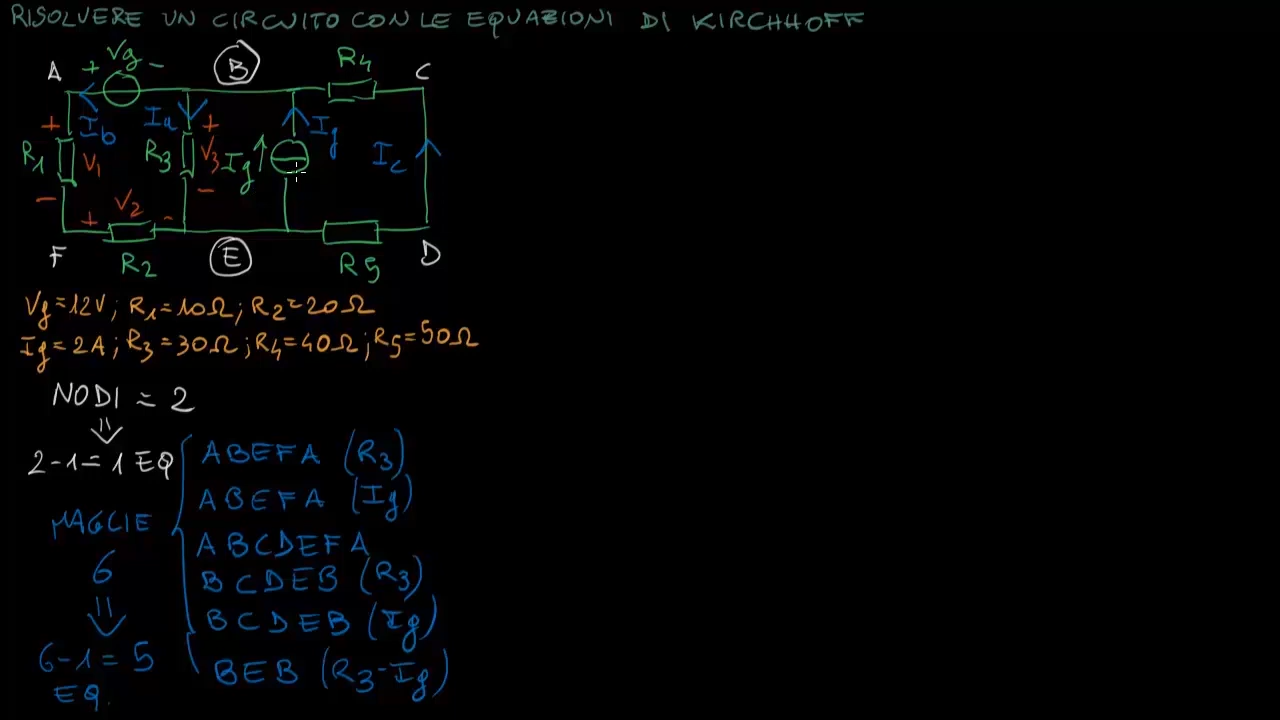 RISOLVERE UN CIRCUITO CON LE EQUAZIONI DI KIRCHHOFF
A + Vg - B R4 C
Ib Ia + Ig
R1 + V1 - R3 V3 - Ig Ic
F + V2 - E D
R2 R5
Vg=12V; R1=10Ω; R2=20Ω
Ig=2A; R3=30Ω; R4=40Ω; R5=50Ω
NODI = 2
2-1=1 EQ
MAGLIE
6
6-1=5
EQ.
ABEFA (R3)
ABEFA (Ig)
ABCDEFA
BCDEB (R3)
BCDEB (Ig)
BEB (R3-Ig)